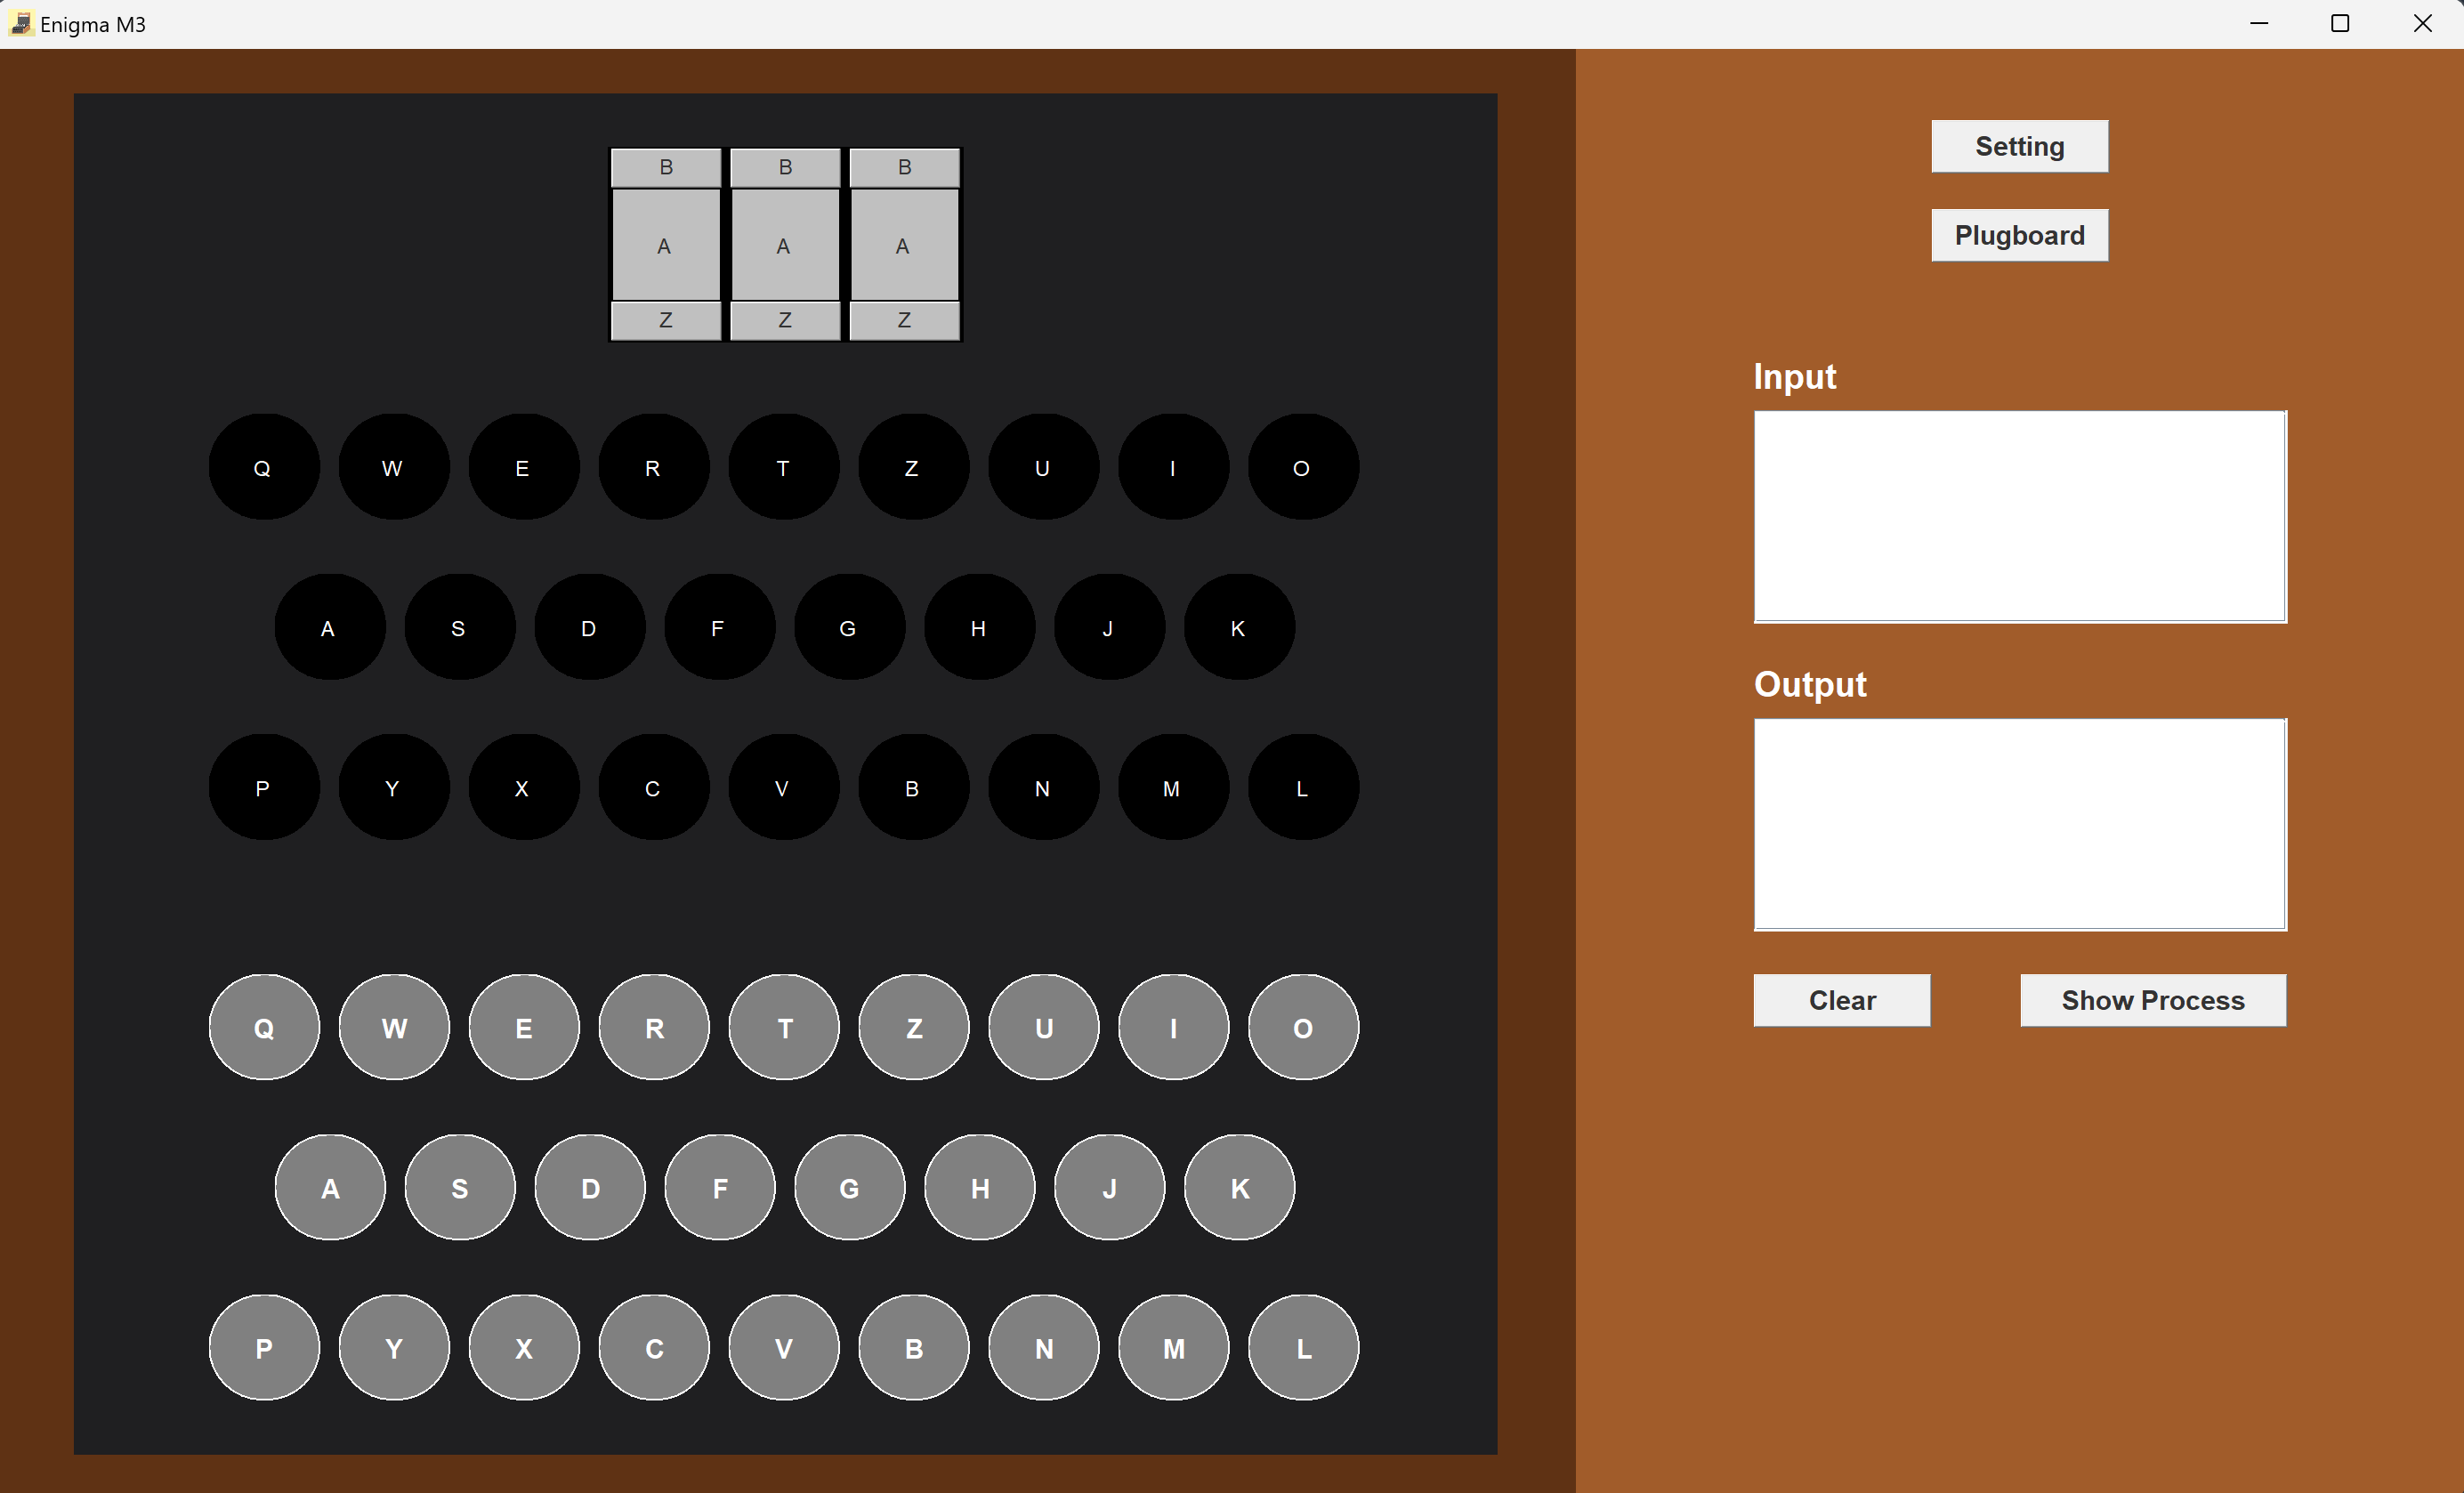 Enigma M3
B B B
A A A
Z Z Z
Q W E R T Z U I O
A S D F G H J K
P Y X C V B N M L
Q W E R T Z U I O
A S D F G H J K
P Y X C V B N M L
Setting
Plugboard
Input
Output
Clear Show Process